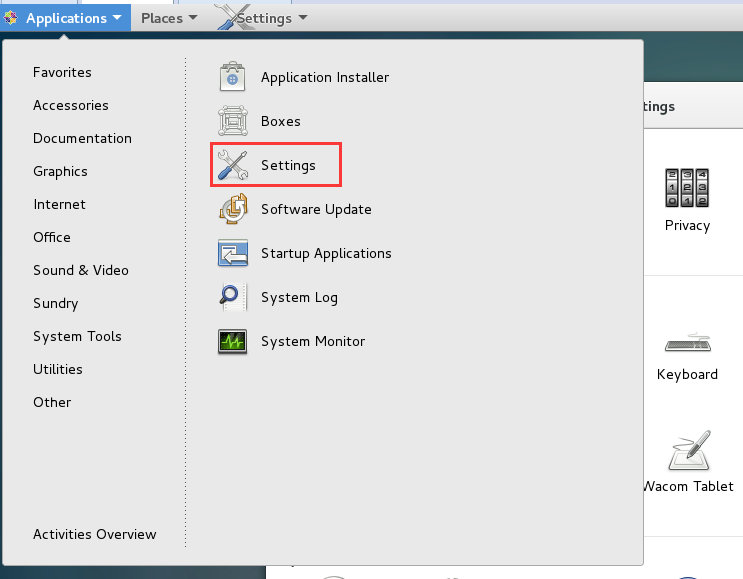 Applications Places Settings
Favorites
Accessories
Documentation
Graphics
Internet
Office
Sound & Video
Sundry
System Tools
Utilities
Other
Activities Overview
Application Installer
Boxes
Settings
Software Update
Startup Applications
System Log
System Monitor
tings
Privacy
Keyboard
Wacom Tablet